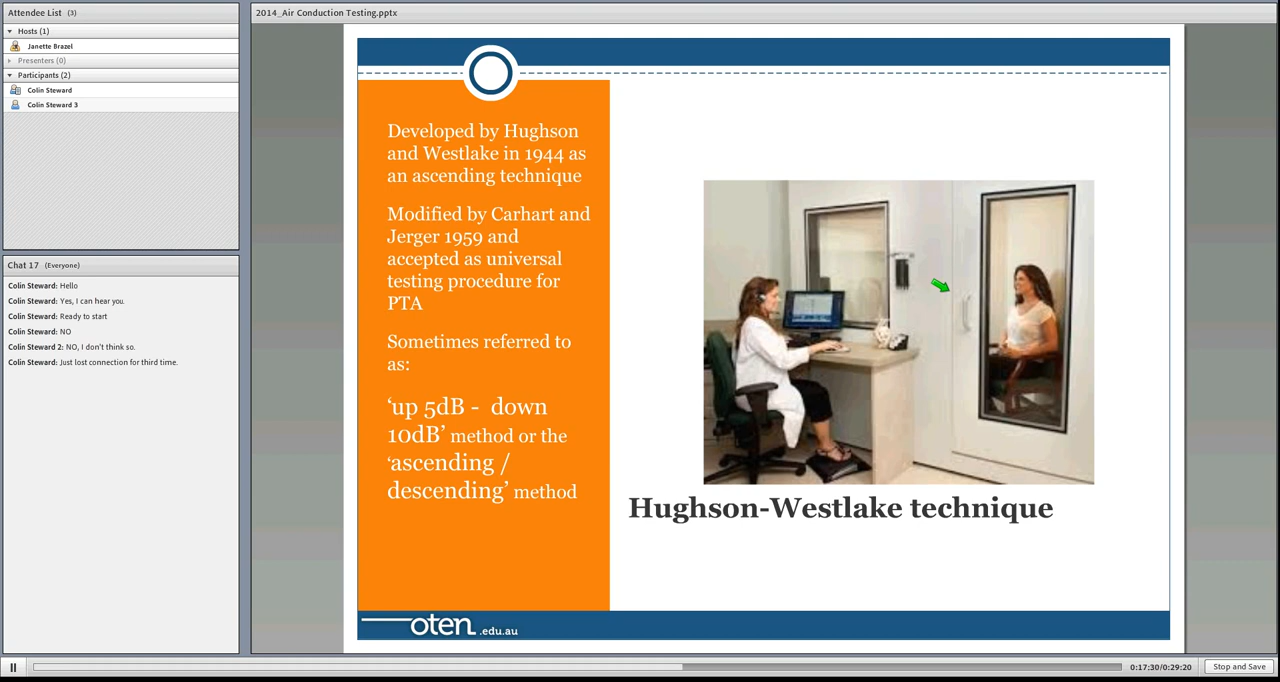 Attendee List (3)
Hosts (1)
Janette Brazel
Presenters (0)
Participants (2)
Colin Steward
Colin Steward 3
Chat 17 (Everyone)
Colin Steward: Hello
Colin Steward: Yes, I can hear you.
Colin Steward: Ready to start
Colin Steward: NO
Colin Steward 2: NO, I don't think so.
Colin Steward: Just lost connection for third time.
2014_Air Conduction Testing.pptx
Developed by Hughson
and Westlake in 1944 as
an ascending technique
Modified by Carhart and
Jerger 1959 and
accepted as universal
testing procedure for
PTA
Sometimes referred to
as:
‘up 5dB - down
10dB’ method or the
‘ascending /
descending’ method
Hughson-Westlake technique
oten.edu.au
0:17:30/0:29:20
Stop and Save